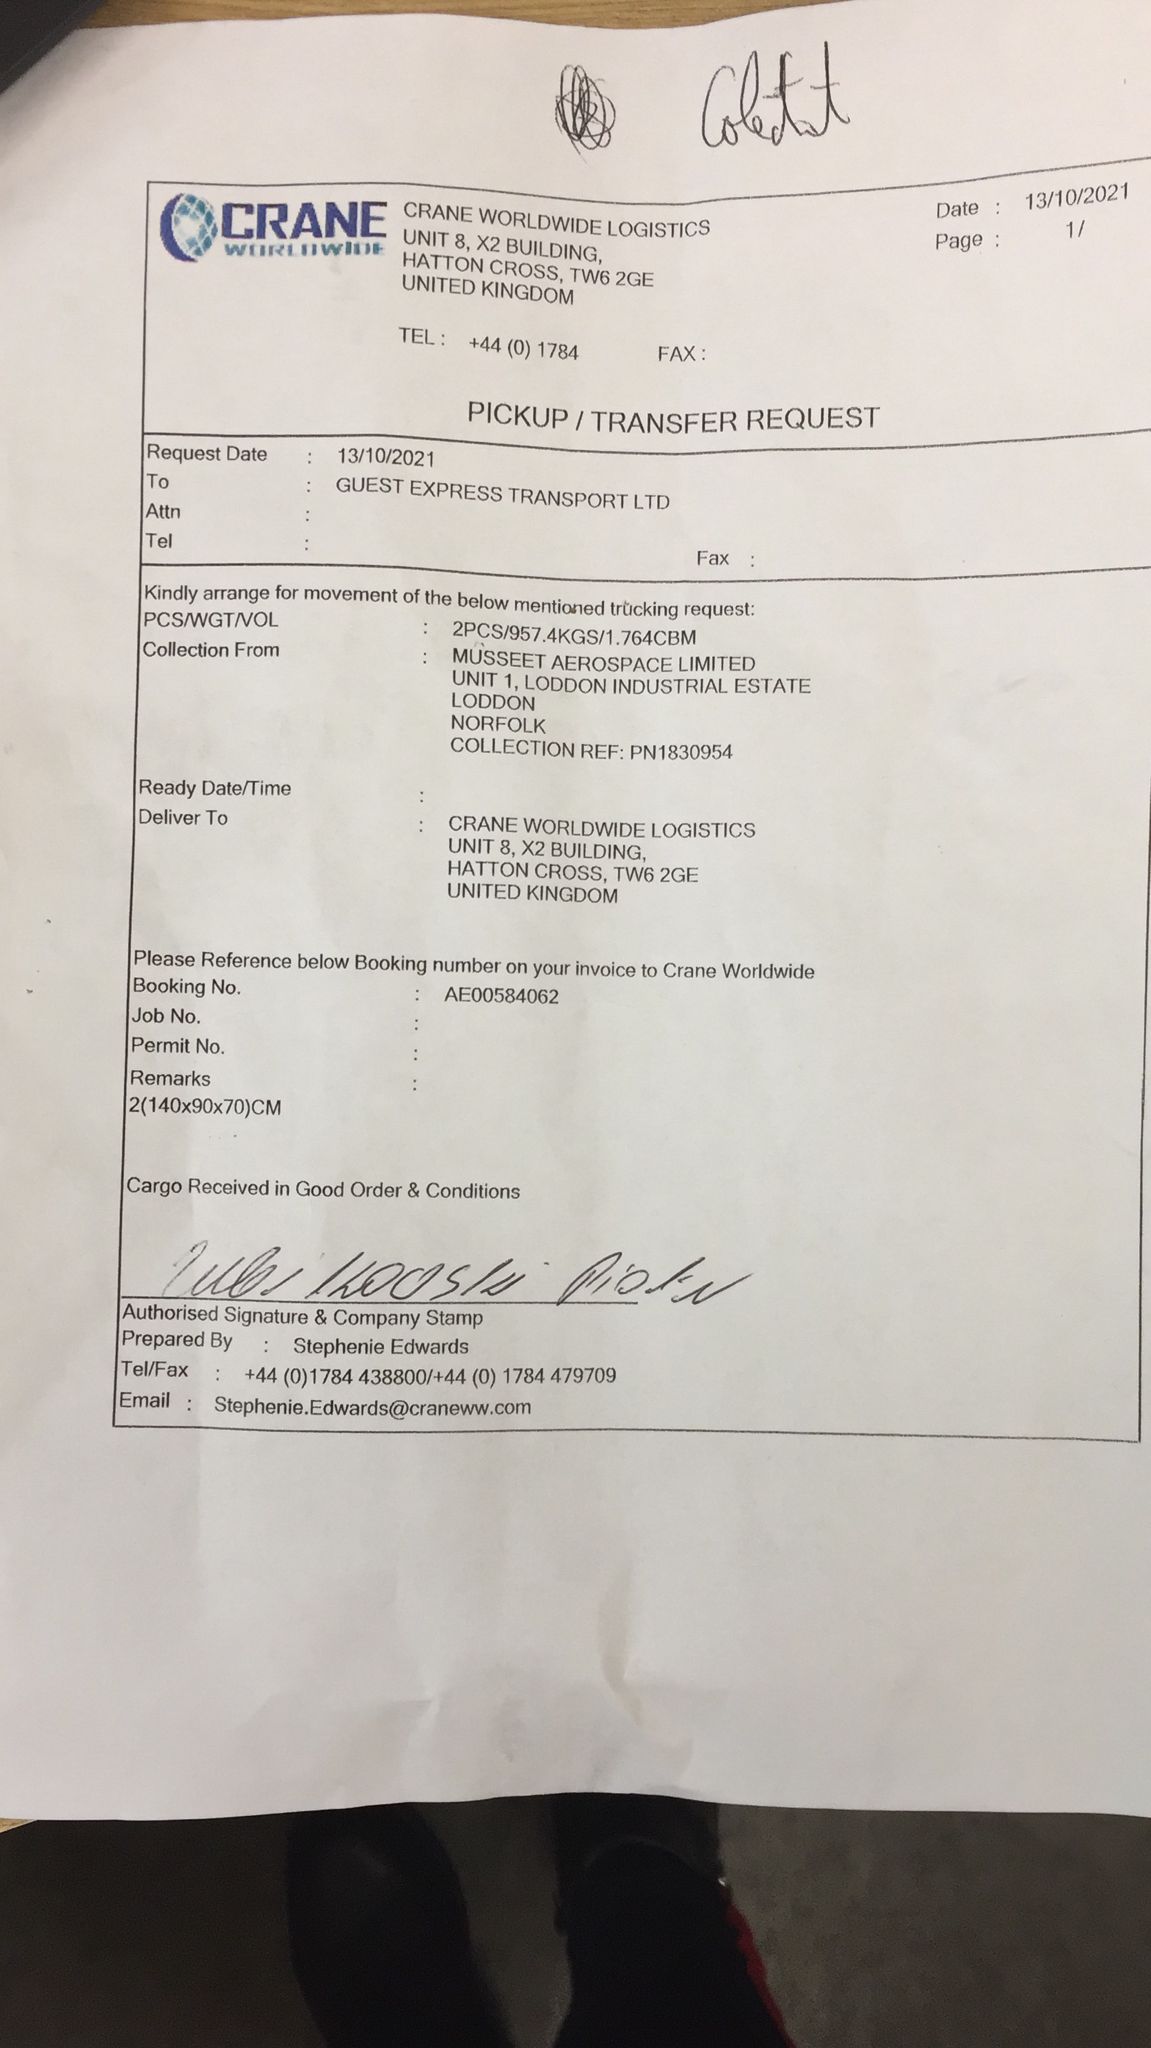 CRANE
WORLDWIDE
CRANE WORLDWIDE LOGISTICS
UNIT 8, X2 BUILDING,
HATTON CROSS, TW6 2GE
UNITED KINGDOM
Date : 13/10/2021
Page : 1/
TEL : +44 (0) 1784 FAX :
PICKUP / TRANSFER REQUEST
Request Date : 13/10/2021
To : GUEST EXPRESS TRANSPORT LTD
Attn :
Tel :
Fax :
Kindly arrange for movement of the below mentioned trucking request:
PCS/WGT/VOL : 2PCS/957.4KGS/1.764CBM
Collection From : MUSSEET AEROSPACE LIMITED
UNIT 1, LODDON INDUSTRIAL ESTATE
LODDON
NORFOLK
COLLECTION REF: PN1830954
Ready Date/Time :
Deliver To : CRANE WORLDWIDE LOGISTICS
UNIT 8, X2 BUILDING,
HATTON CROSS, TW6 2GE
UNITED KINGDOM
Please Reference below Booking number on your invoice to Crane Worldwide
Booking No. : AE00584062
Job No. :
Permit No. :
Remarks :
2(140x90x70)CM
Cargo Received in Good Order & Conditions
Authorised Signature & Company Stamp
Prepared By : Stephenie Edwards
Tel/Fax : +44 (0)1784 438800/+44 (0) 1784 479709
Email : Stephenie.Edwards@craneww.com